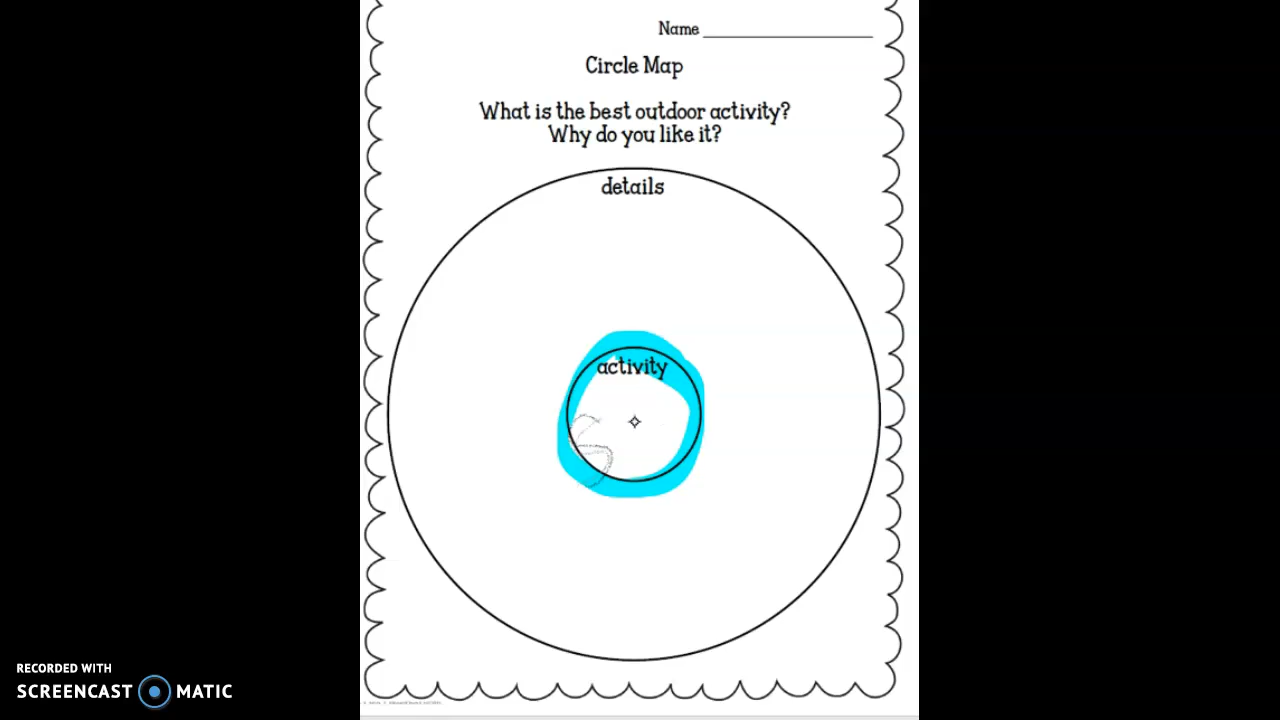 Name
Circle Map
What is the best outdoor activity?
Why do you like it?
details
activity
RECORDED WITH
SCREENCAST MATIC